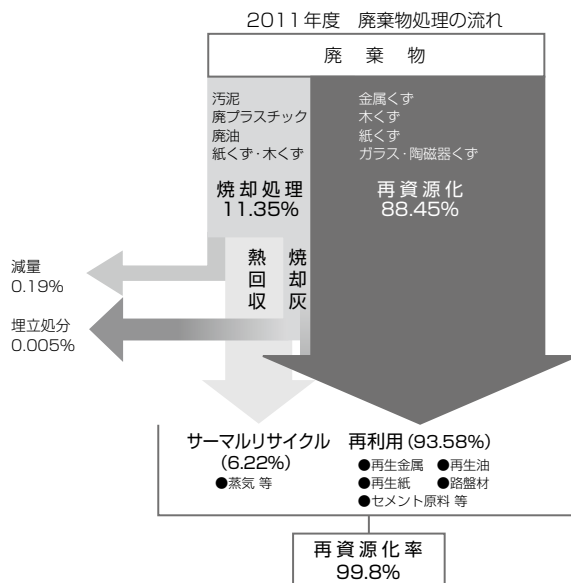 2011年度　廃棄物処理の流れ
廃棄物
汚泥
廃プラスチック
廃油
紙くず・木くず
焼却処理
11.35%
金属くず
木くず
紙くず
ガラス・陶磁器くず
再資源化
88.45%
減量
0.19%
熱回収
焼却灰
埋立処分
0.005%
サーマルリサイクル
(6.22%)
●蒸気 等
再利用(93.58%)
●再生金属 ●再生油
●再生紙 ●路盤材
●セメント原料 等
再資源化率
99.8%